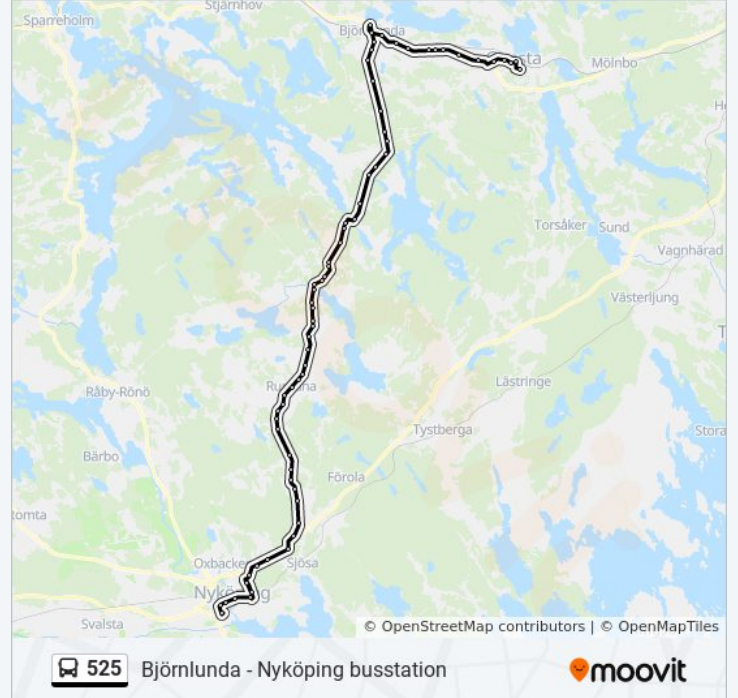 Sparreholm
Stjärnhov
Mölnbo
Torsåker
Sund
Vagnhärad
Västerljung
Råby-Rönö
Lästringe
Tystberga
Stora
Bärbo
Förola
Sjösa
Svalsta
© OpenStreetMap contributors | © OpenMapTiles
525 Björnlunda - Nyköping busstation
moovit